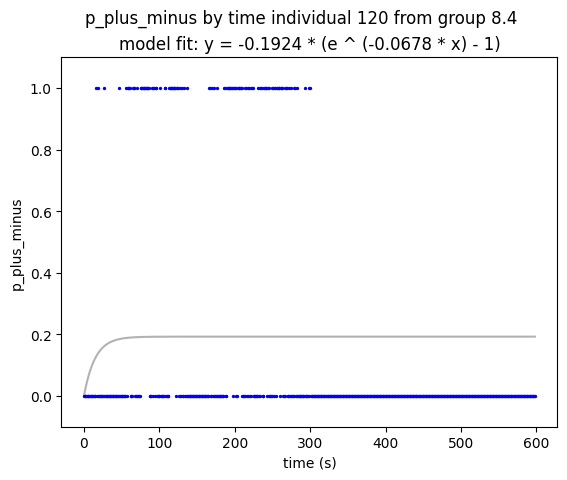 p_plus_minus by time individual 120 from group 8.4
model fit: y = -0.1924 * (e ^ (-0.0678 * x) - 1)
1.0
0.8
0.6
0.4
0.2
0.0
p_plus_minus
0 100 200 300 400 500 600
time (s)